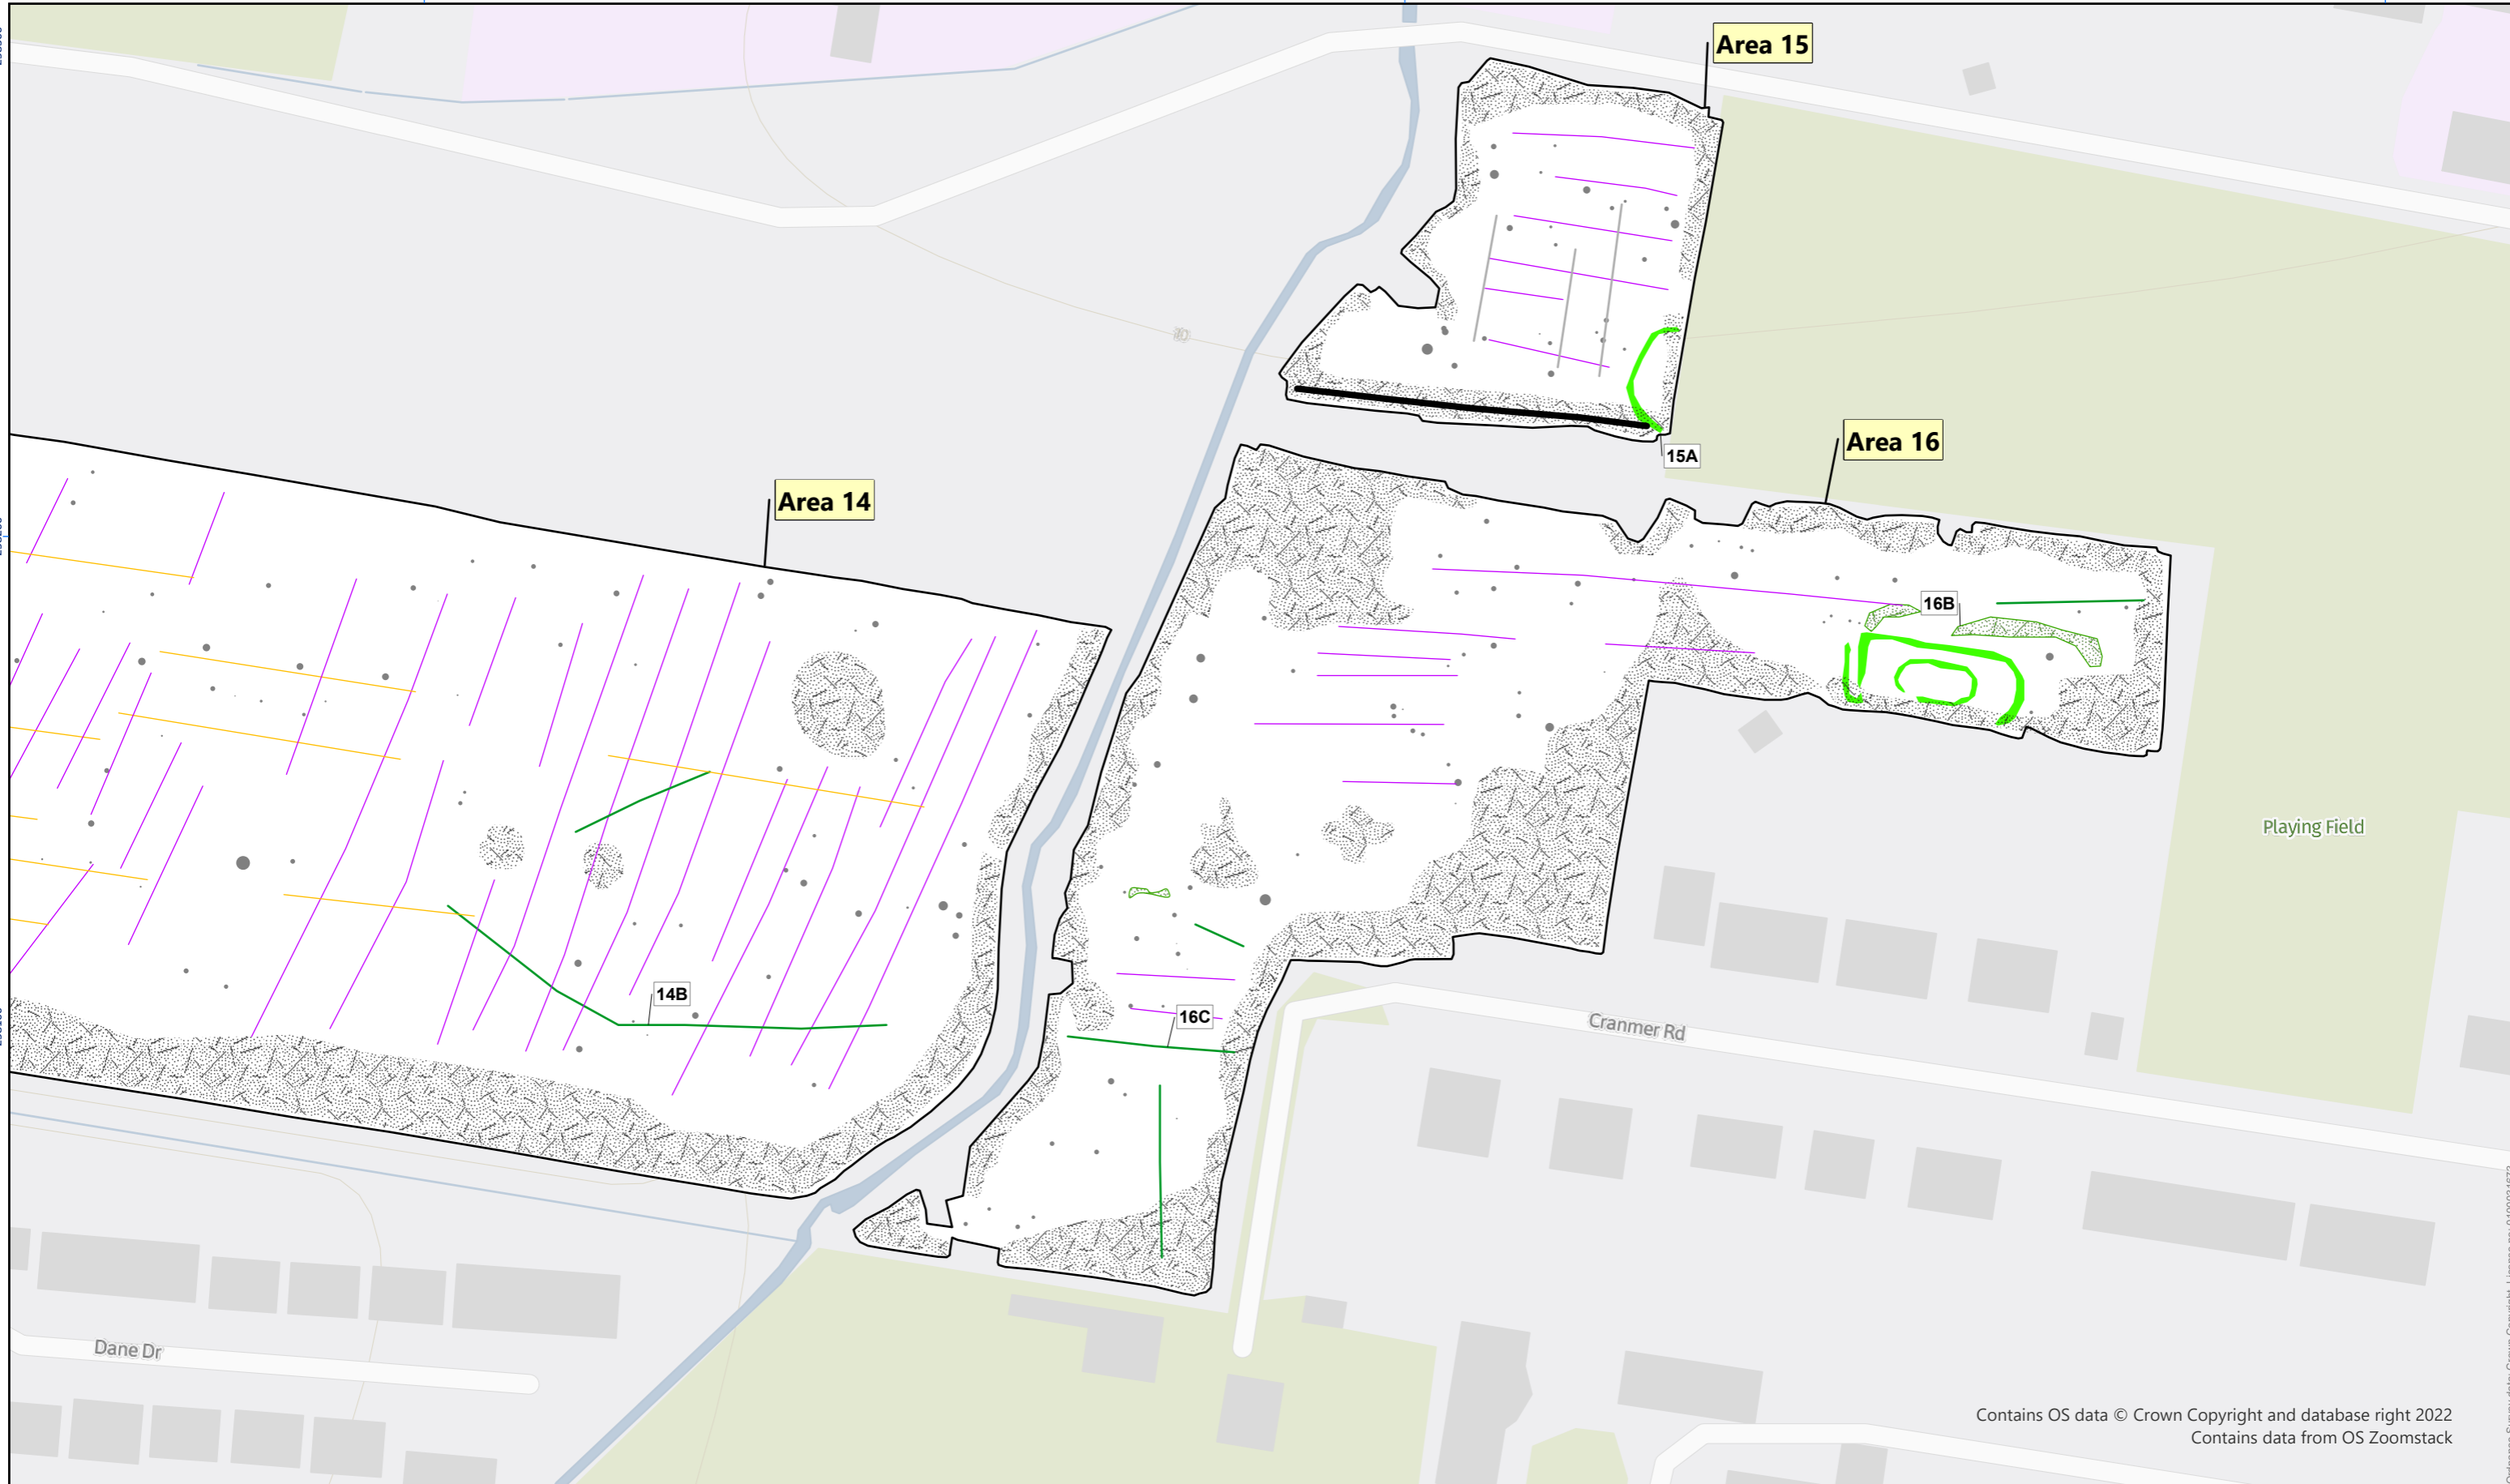 Area 15
Area 16
15A
Area 14
16B
Playing Field
14B
16C
Cranmer Rd
Dane Dr
Contains OS data © Crown Copyright and database right 2022
Contains data from OS Zoomstack